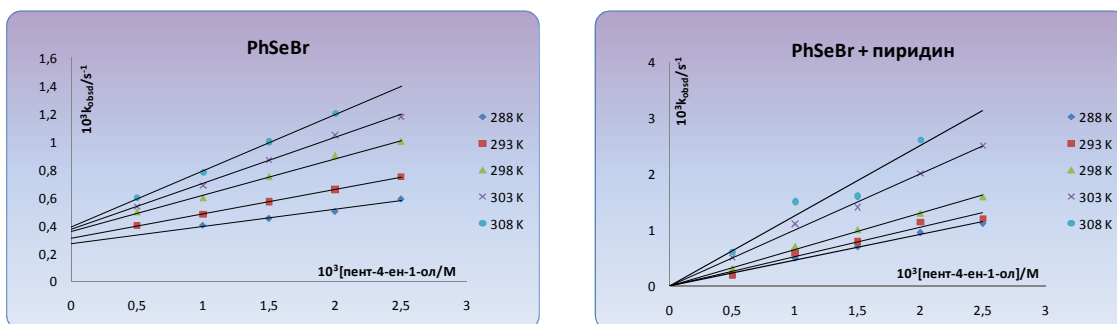 PhSeBr
10³kobsd/s⁻¹
1,6
1,4
1,2
1
0,8
0,6
0,4
0,2
0
0 0,5 1 1,5 2 2,5 3
10³[пент-4-ен-1-ол/M
288 K
293 K
298 K
303 K
308 K
PhSeBr + пиридин
10³kobsd/s⁻¹
4
3
2
1
0
0 0,5 1 1,5 2 2,5 3
10³[пент-4-ен-1-ол]/M
288 K
293 K
298 K
303 K
308 K